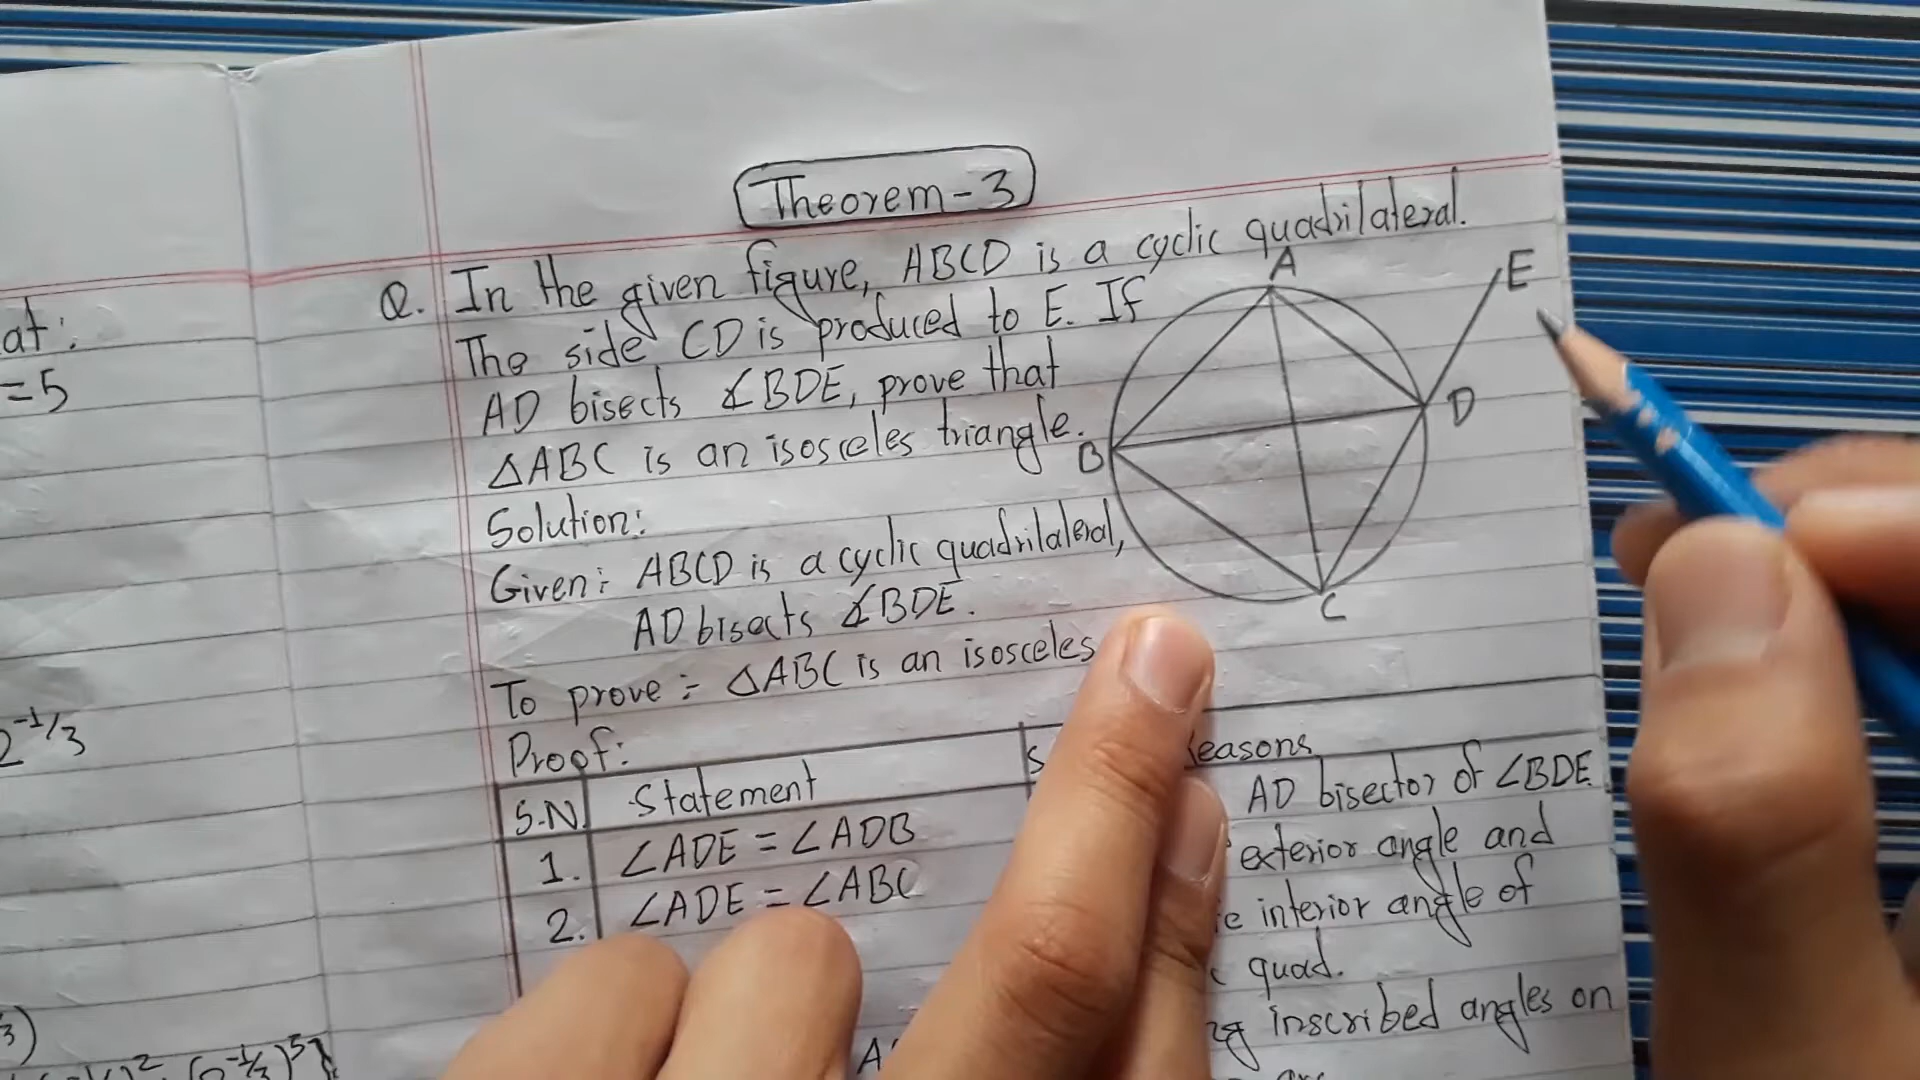 Theorem-3
Q. In the given figure, ABCD is a cyclic quadrilateral.
The side CD is produced to E. If
AD bisects ∡BDE, prove that
△ABC is an isosceles triangle.
Solution:
Given: ABCD is a cyclic quadrilateral,
AD bisects ∡BDE.
To prove:- △ABC is an isosceles
Proof:
S.N. Statement S easons
1. ∠ADE = ∠ADB AD bisector of ∠BDE
2. ∠ADE = ∠ABC exterior angle and
interior angle of
quad.
inscribed angles on
A
E
B
D
C
at:
=5
2^-1/3